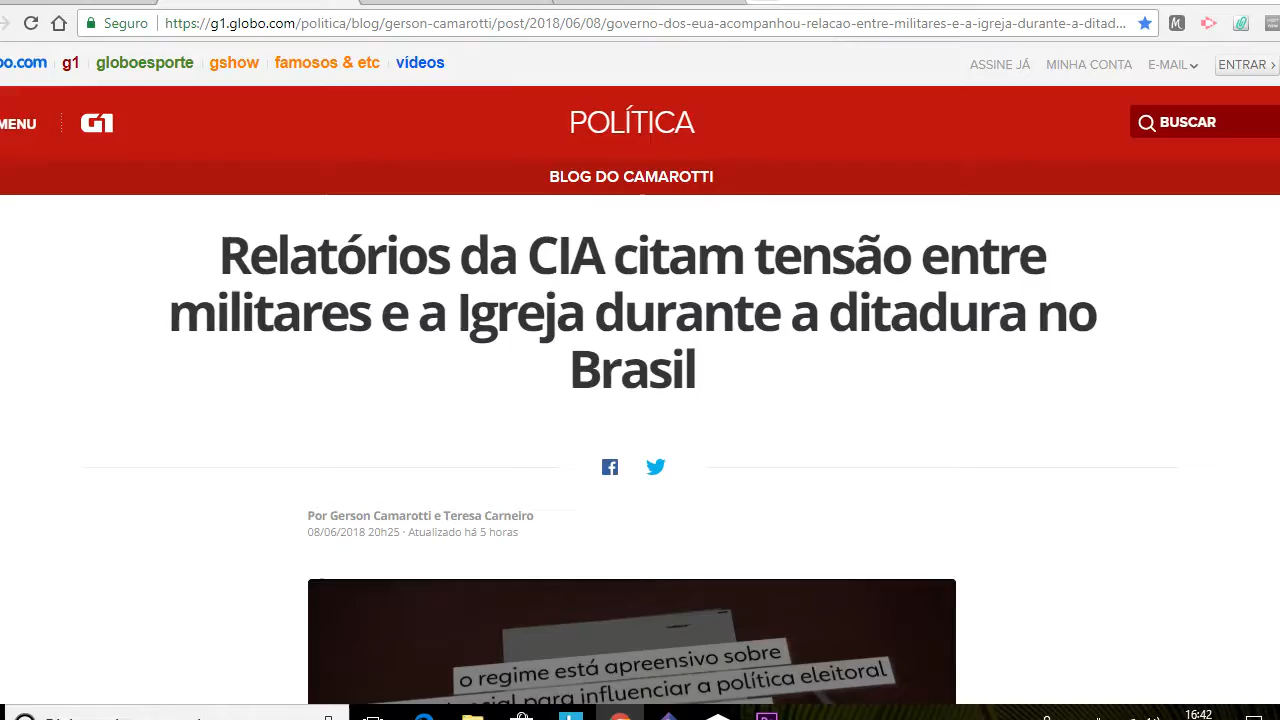 Seguro https://g1.globo.com/politica/blog/gerson-camarotti/post/2018/06/08/governo-dos-eua-acompanhou-relacao-entre-militares-e-a-igreja-durante-a-ditad...
bo.com g1 globoesporte gshow famosos & etc vídeos ASSINE JÁ MINHA CONTA E-MAIL ENTRAR ›
MENU G1 POLÍTICA BUSCAR
BLOG DO CAMAROTTI
Relatórios da CIA citam tensão entre
militares e a Igreja durante a ditadura no
Brasil
Por Gerson Camarotti e Teresa Carneiro
08/06/2018 20h25 · Atualizado há 5 horas
o regime está apreensivo sobre
para influenciar a política eleitoral
16:42